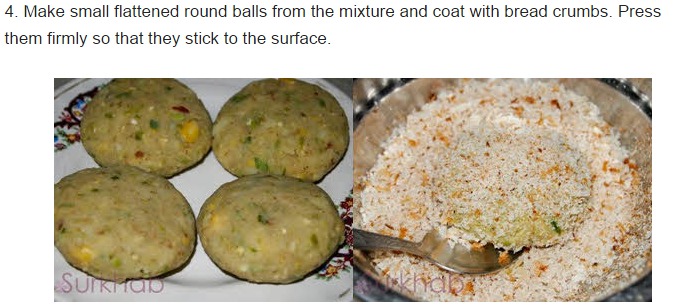 4. Make small flattened round balls from the mixture and coat with bread crumbs. Press
them firmly so that they stick to the surface.
Surkhab
Surkhab